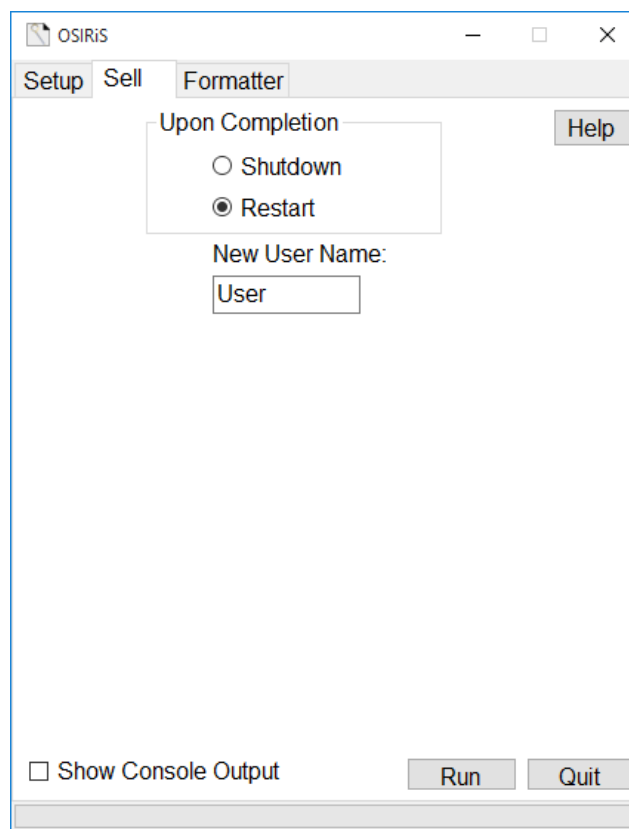 OSIRiS
Setup Sell Formatter
Upon Completion
Help
Shutdown
Restart
New User Name:
User
Show Console Output
Run
Quit